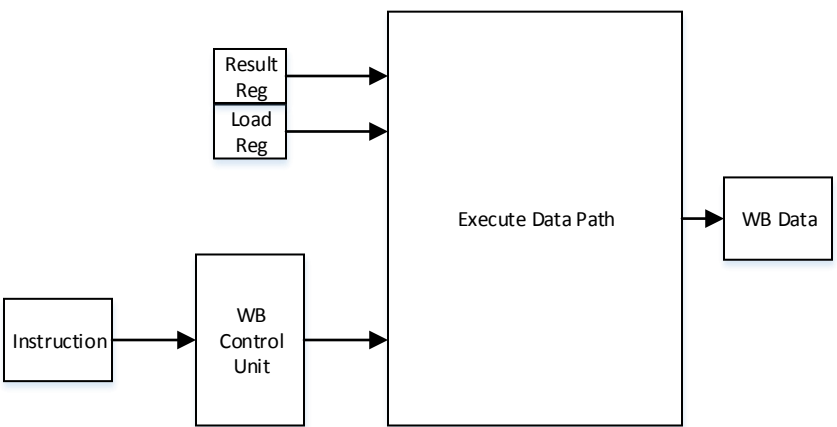 Result
Reg
Load
Reg
Execute Data Path
WB Data
Instruction
WB
Control
Unit